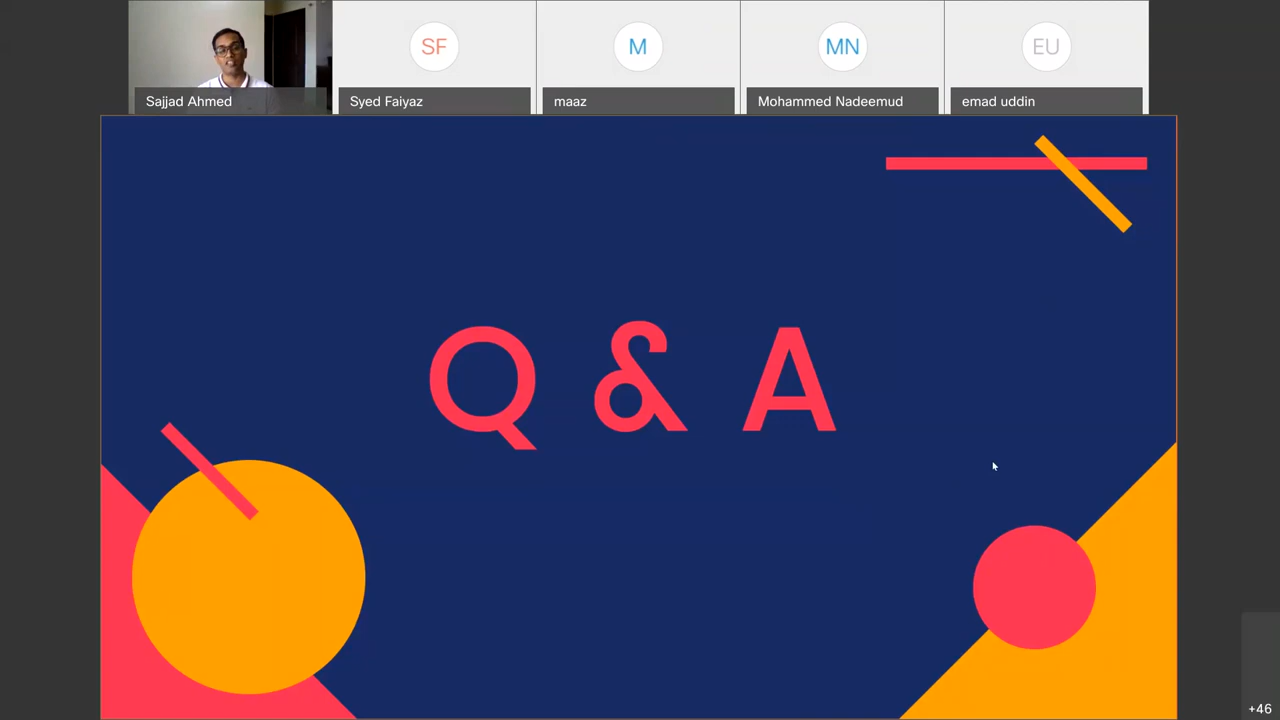 SF
M
MN
EU
Sajjad Ahmed
Syed Faiyaz
maaz
Mohammed Nadeemud
emad uddin
Q & A
+46